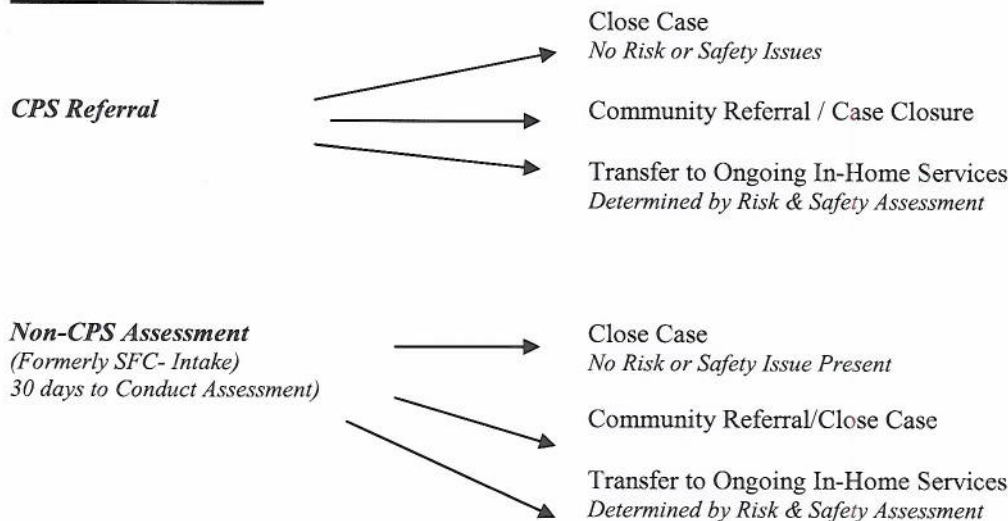 Close Case
No Risk or Safety Issues
CPS Referral
Community Referral / Case Closure
Transfer to Ongoing In-Home Services
Determined by Risk & Safety Assessment
Non-CPS Assessment
(Formerly SFC- Intake)
30 days to Conduct Assessment)
Close Case
No Risk or Safety Issue Present
Community Referral/Close Case
Transfer to Ongoing In-Home Services
Determined by Risk & Safety Assessment